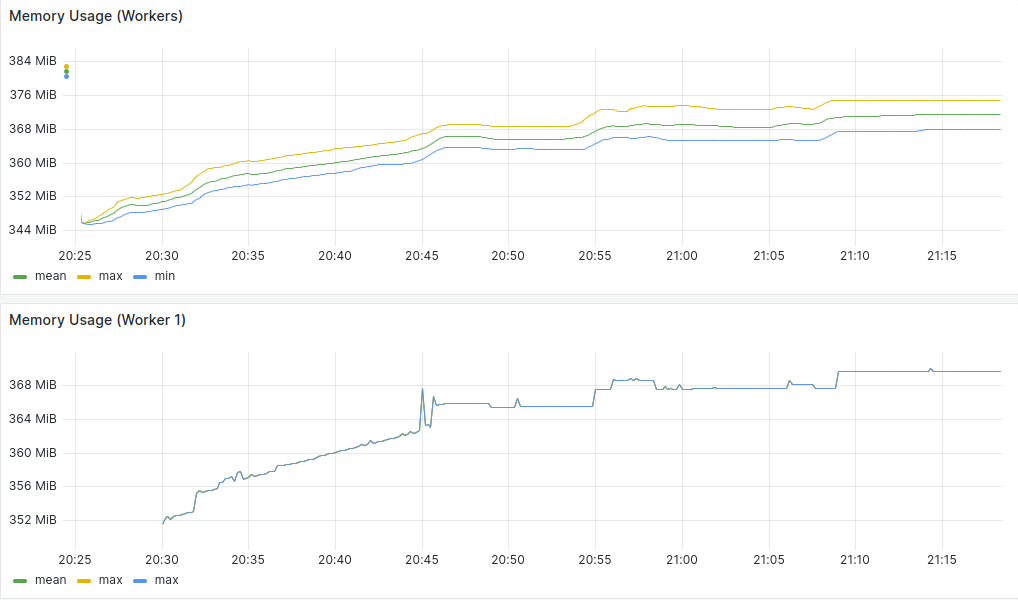 Memory Usage (Workers)
384 MiB
376 MiB
368 MiB
360 MiB
352 MiB
344 MiB
20:25 20:30 20:35 20:40 20:45 20:50 20:55 21:00 21:05 21:10 21:15
mean max min
Memory Usage (Worker 1)
368 MiB
364 MiB
360 MiB
356 MiB
352 MiB
20:25 20:30 20:35 20:40 20:45 20:50 20:55 21:00 21:05 21:10 21:15
mean max max